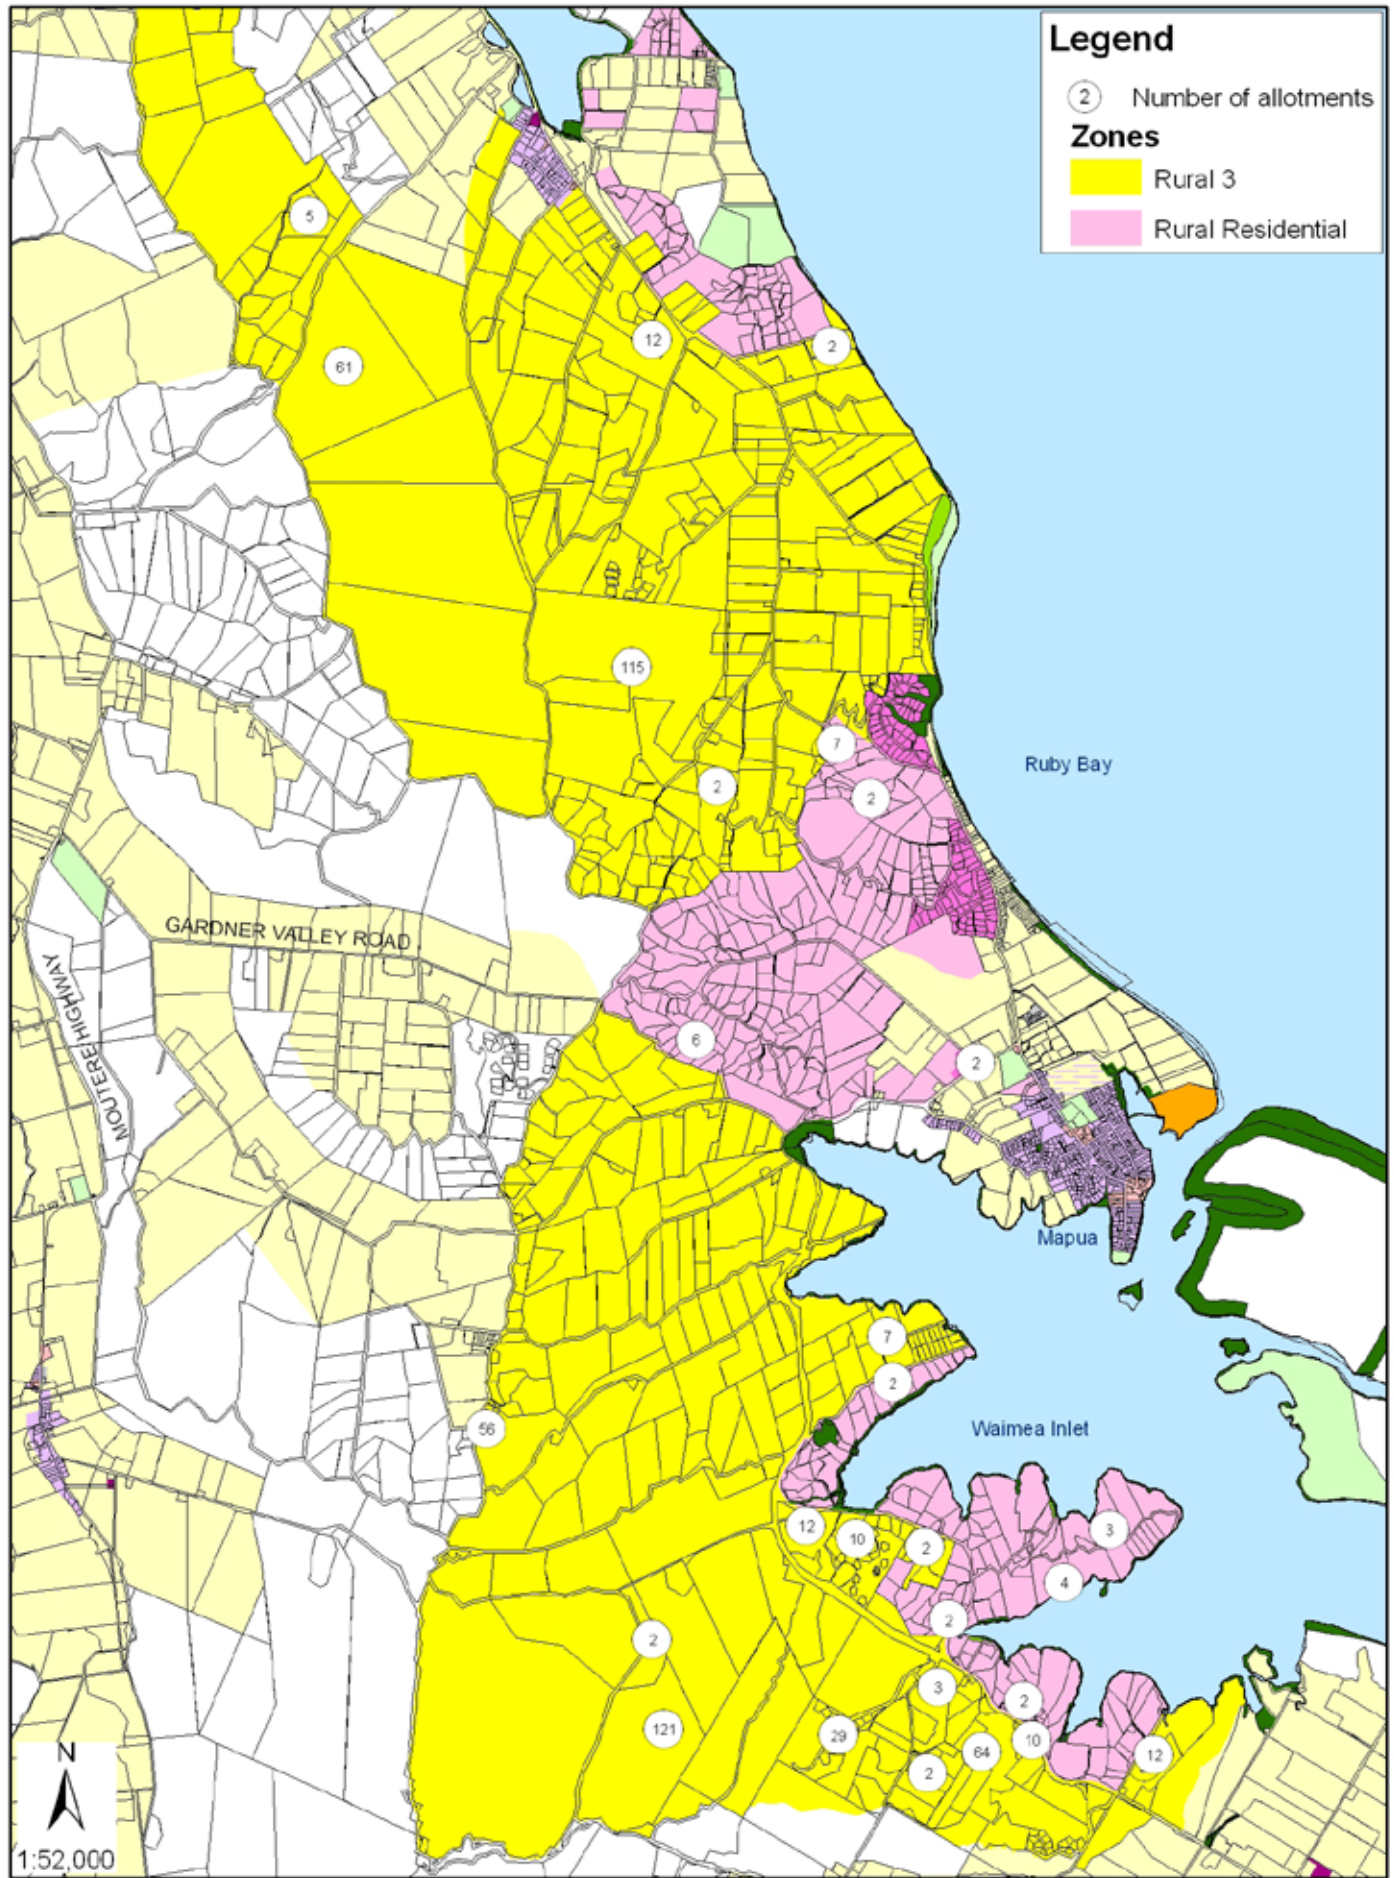 Legend
2 Number of allotments
Zones
Rural 3
Rural Residential
5
12
2
61
115
7
2
2
Ruby Bay
GARDNER VALLEY ROAD
MOUTERE HIGHWAY
6
2
Mapua
7
2
56
Waimea Inlet
12
10
2
3
4
2
2
3
2
121
29
64
10
12
2
N
1:52,000